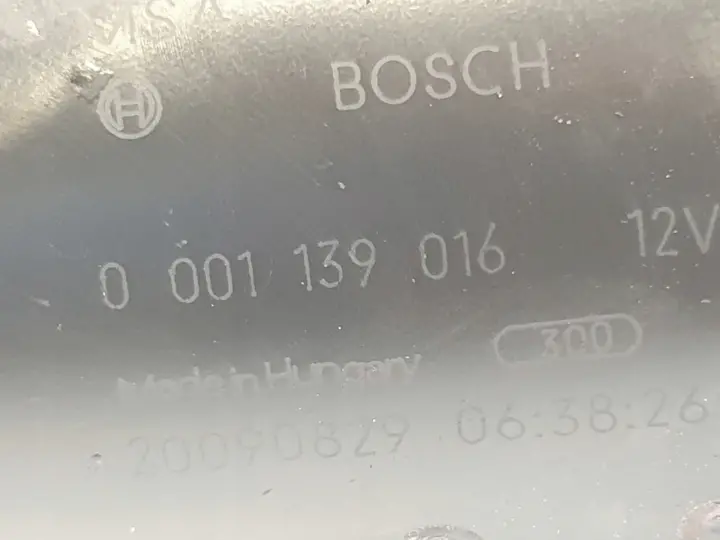 BOSCH
0 001 139 016 12V
300
Made in Hungary
20090829 06:38:26